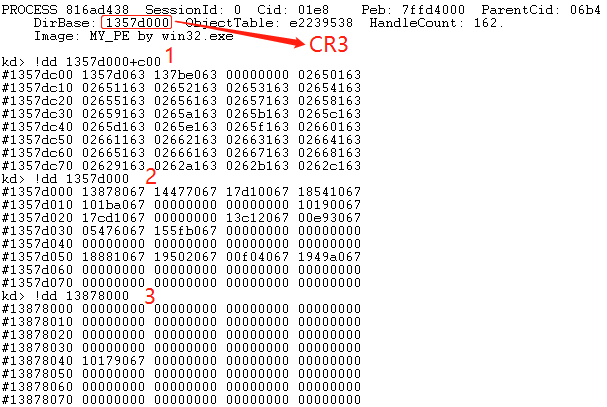 PROCESS 816ad438  SessionId: 0  Cid: 01e8    Peb: 7ffd4000  ParentCid: 06b4
    DirBase: 1357d000  ObjectTable: e2239538  HandleCount: 162.
    Image: MY_PE by win32.exe
CR3
kd> !dd 1357d000+c00
1
#1357dc00 1357d063 137be063 00000000 02650163
#1357dc10 02651163 02652163 02653163 02654163
#1357dc20 02655163 02656163 02657163 02658163
#1357dc30 02659163 0265a163 0265b163 0265c163
#1357dc40 0265d163 0265e163 0265f163 02660163
#1357dc50 02661163 02662163 02663163 02664163
#1357dc60 02665163 02666163 02667163 02668163
#1357dc70 02629163 0262a163 0262b163 0262c163
kd> !dd 1357d000
2
#1357d000 13878067 14477067 17d10067 18541067
#1357d010 101ba067 00000000 00000000 10190067
#1357d020 17cd1067 00000000 13c12067 00e93067
#1357d030 05476067 155fb067 00000000 00000000
#1357d040 00000000 00000000 00000000 00000000
#1357d050 18881067 19502067 00f04067 1949a067
#1357d060 00000000 00000000 00000000 00000000
#1357d070 00000000 00000000 00000000 00000000
kd> !dd 13878000
3
#13878000 00000000 00000000 00000000 00000000
#13878010 00000000 00000000 00000000 00000000
#13878020 00000000 00000000 00000000 00000000
#13878030 00000000 00000000 00000000 00000000
#13878040 10179067 00000000 00000000 00000000
#13878050 00000000 00000000 00000000 00000000
#13878060 00000000 00000000 00000000 00000000
#13878070 00000000 00000000 00000000 00000000